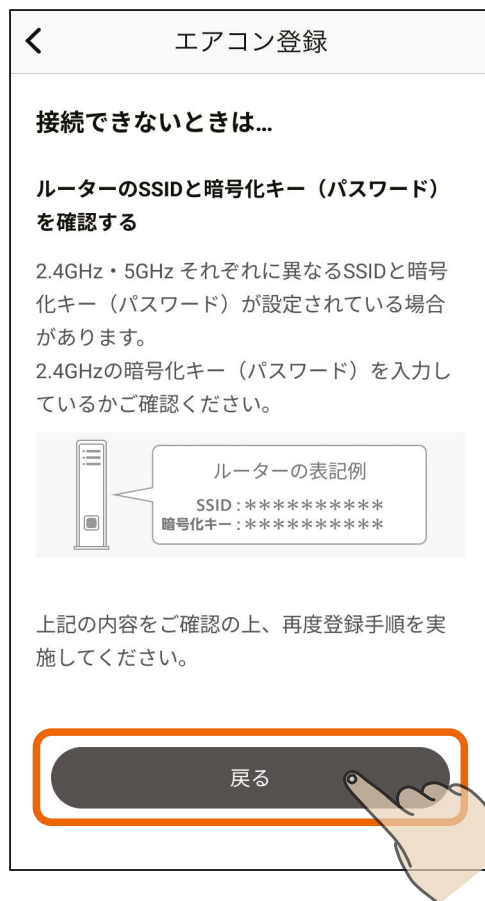 エアコン登録
接続できないときは...
ルーターのSSIDと暗号化キー（パスワード）
を確認する
2.4GHz・5GHz それぞれに異なるSSIDと暗号
化キー（パスワード）が設定されている場合
があります。
2.4GHzの暗号化キー（パスワード）を入力し
ているかご確認ください。
ルーターの表記例
SSID：**********
暗号化キー：**********
上記の内容をご確認の上、再度登録手順を実
施してください。
戻る